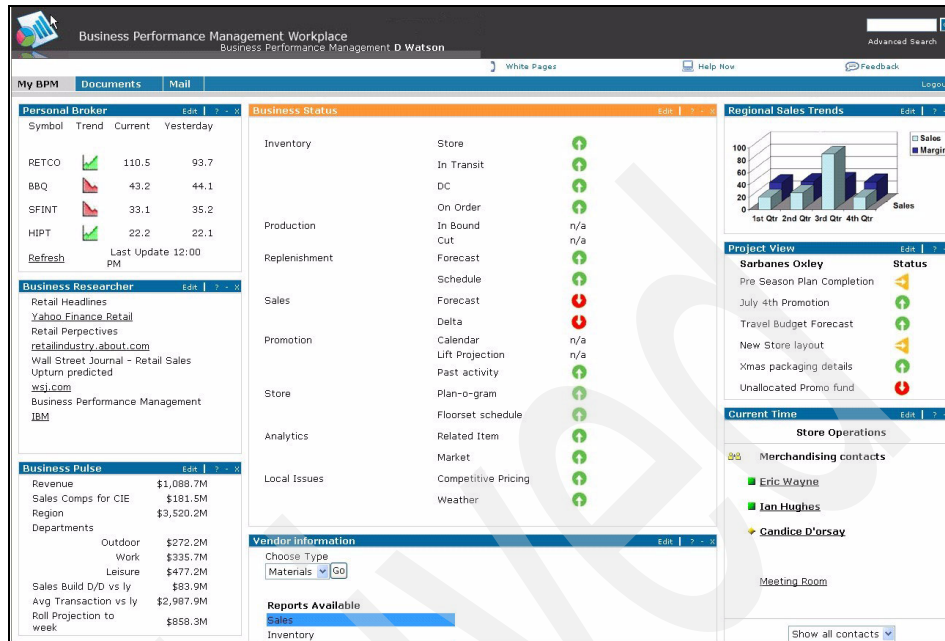 Business Performance Management Workplace
Business Performance Management D Watson
Advanced Search
White Pages Help Now Feedback
My BPM Documents Mail Logout
Personal Broker Edit ? - X
Symbol Trend Current Yesterday
RETCO 110.5 93.7
BBQ 43.2 44.1
SFINT 33.1 35.2
HIPT 22.2 22.1
Refresh Last Update 12:00
PM
Business Researcher Edit ? - X
Retail Headlines
Yahoo Finance Retail
Retail Perpectives
retailindustry.about.com
Wall Street Journal - Retail Sales
Upturn predicted
wsj.com
Business Performance Management
IBM
Business Pulse Edit ? - X
Revenue $1,088.7M
Sales Comps for CIE $181.5M
Region $3,520.2M
Departments
Outdoor $272.2M
Work $335.7M
Leisure $477.2M
Sales Build D/D vs ly $83.9M
Avg Transaction vs ly $2,987.9M
Roll Projection to
week $858.3M
Business Status Edit ? - X
Inventory Store
In Transit
DC
On Order
Production In Bound n/a
Cut n/a
Replenishment Forecast
Schedule
Sales Forecast
Delta
Promotion Calendar n/a
Lift Projection n/a
Past activity
Store Plan-o-gram
Floorset schedule
Analytics Related Item
Market
Local Issues Competitive Pricing
Weather
Vendor information Edit ? - X
Choose Type
Materials Go
Reports Available
Sales
Inventory
Regional Sales Trends Edit ? -
Sales
Margin
100
80
60
40
20
0
Sales
1st Qtr 2nd Qtr 3rd Qtr 4th Qtr
Project View Edit ? -
Sarbanes Oxley Status
Pre Season Plan Completion
July 4th Promotion
Travel Budget Forecast
New Store layout
Xmas packaging details
Unallocated Promo fund
Current Time Edit ? -
Store Operations
Merchandising contacts
Eric Wayne
Ian Hughes
Candice D'orsay
Meeting Room
Show all contacts